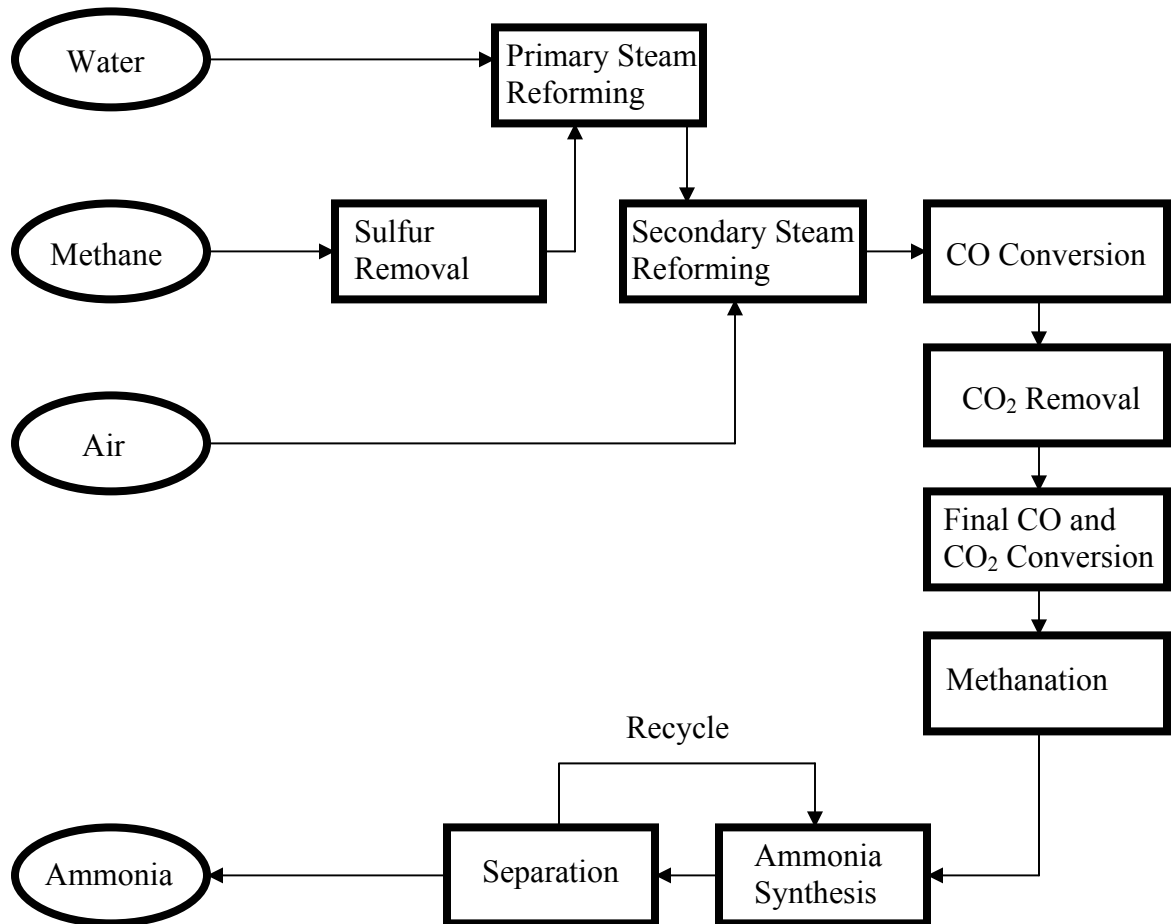 Water
Primary Steam
Reforming
Methane
Sulfur
Removal
Secondary Steam
Reforming
CO Conversion
CO₂ Removal
Air
Final CO and
CO₂ Conversion
Methanation
Recycle
Ammonia
Separation
Ammonia
Synthesis